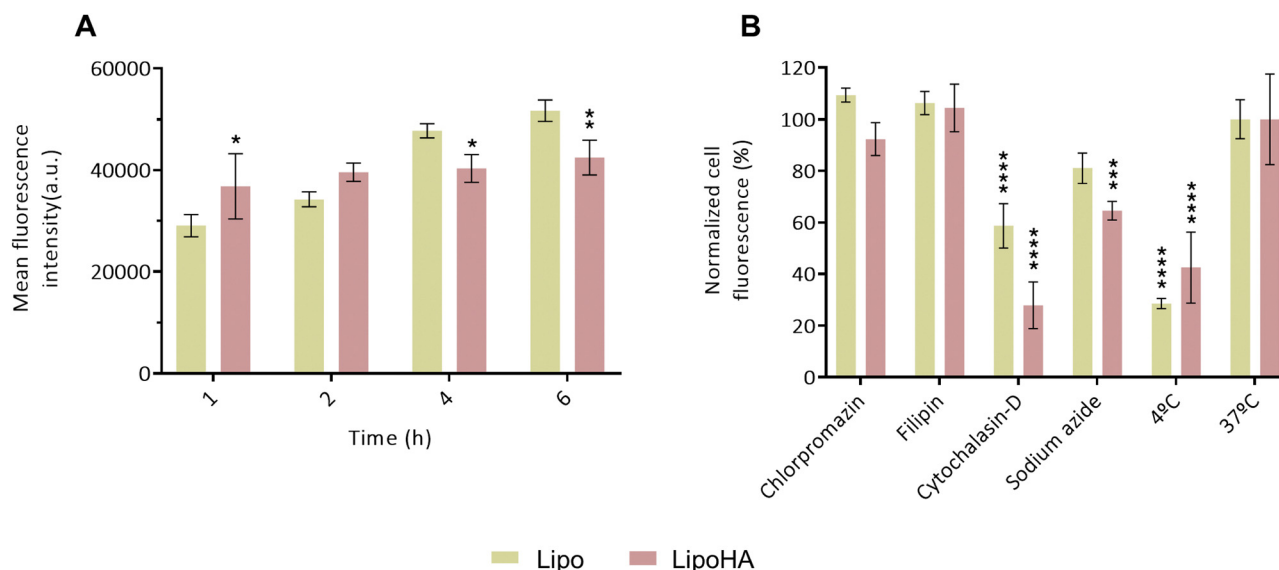 A
60000
40000
20000
0
Mean fluorescence
intensity(a.u.)
*
*
**
1
2
4
6
Time (h)
B
120
100
80
60
40
20
0
Normalized cell
fluorescence (%)
****
****
***
****
****
Chlorpromazin
Filipin
Cytochalasin-D
Sodium azide
4ºC
37ºC
Lipo
LipoHA